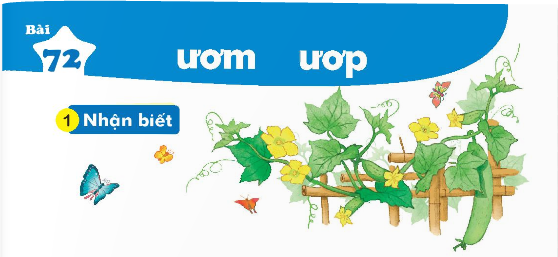 Bài
72
ươm ươp
1 Nhận biết